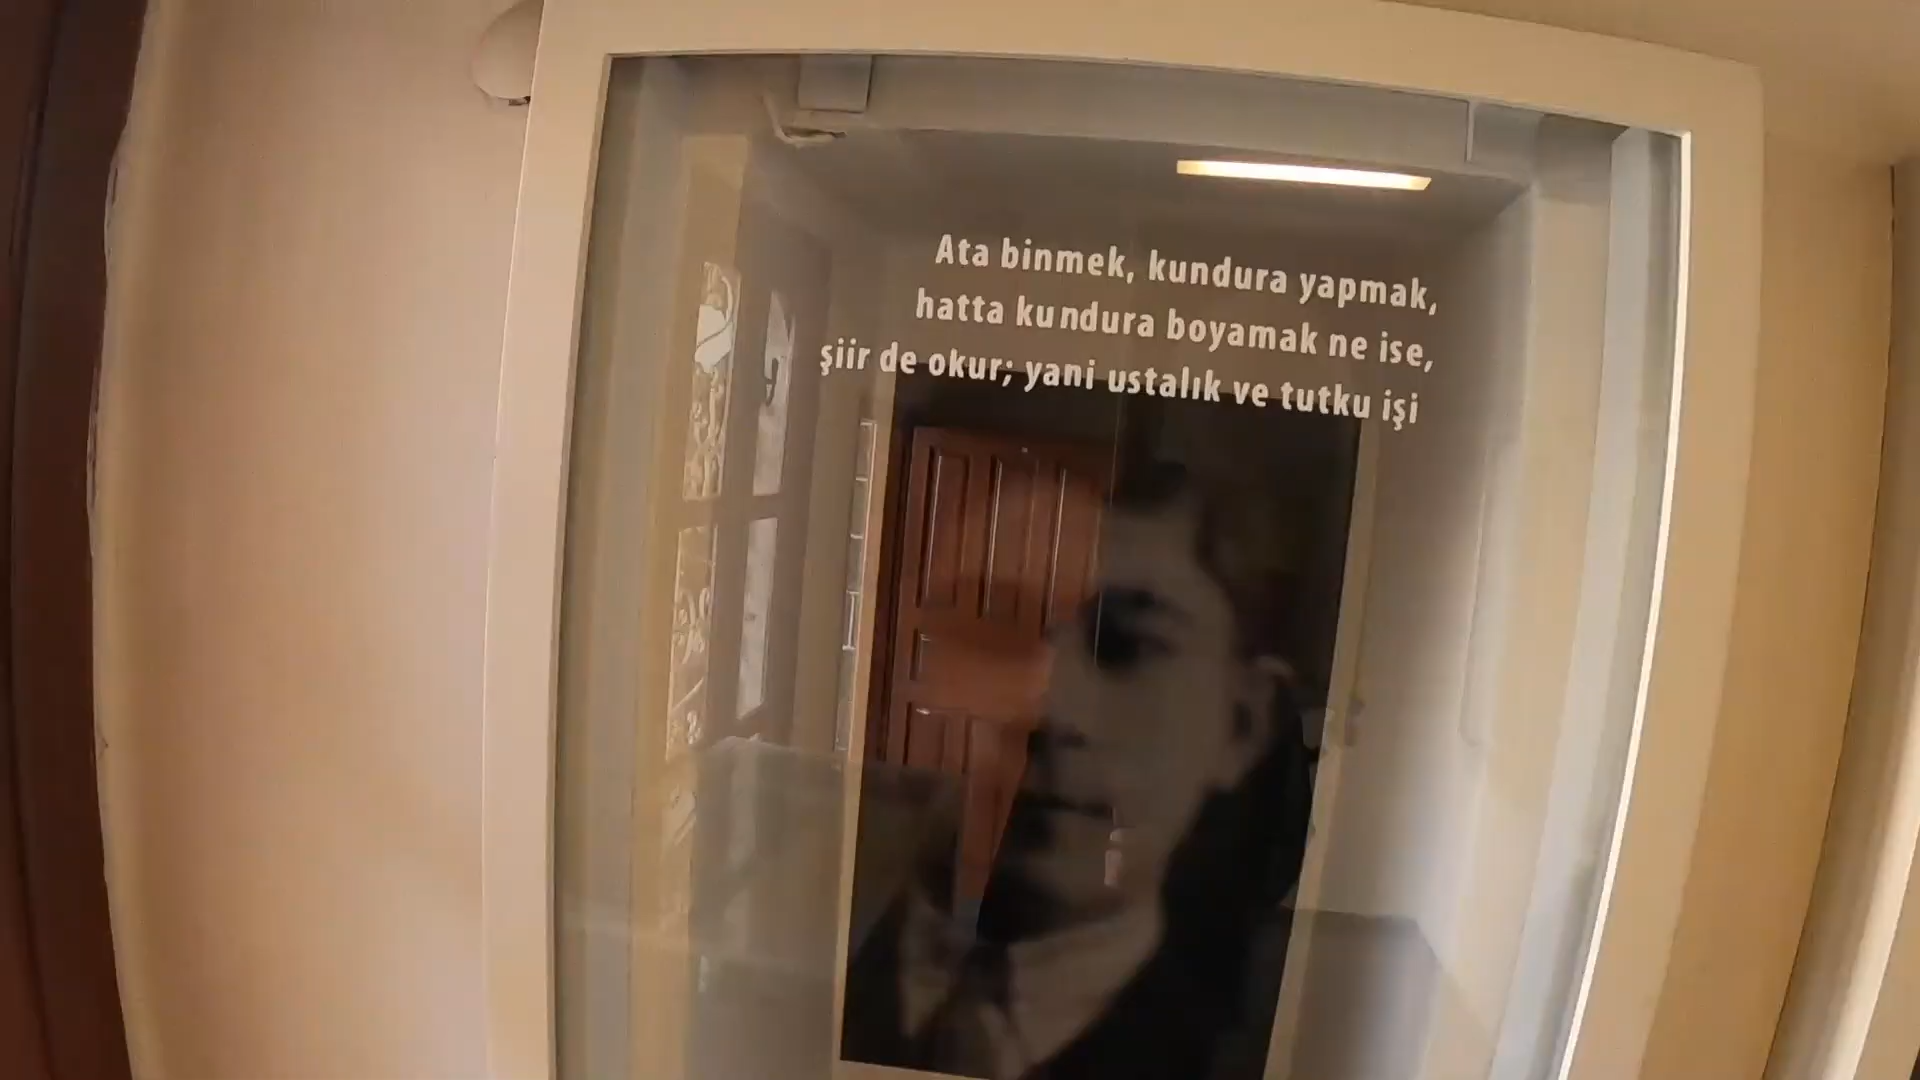 Ata binmek, kundura yapmak,
hatta kundura boyamak ne ise,
şiir de okur; yani ustalık ve tutku işi